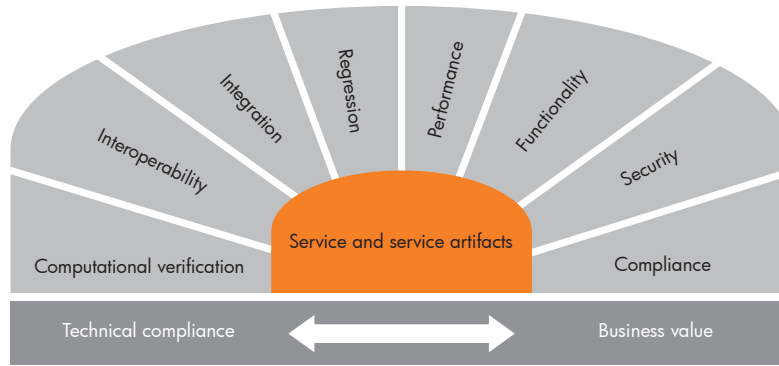 Computational verification
Interoperability
Integration
Regression
Performance
Functionality
Security
Compliance
Service and service artifacts
Technical compliance
Business value